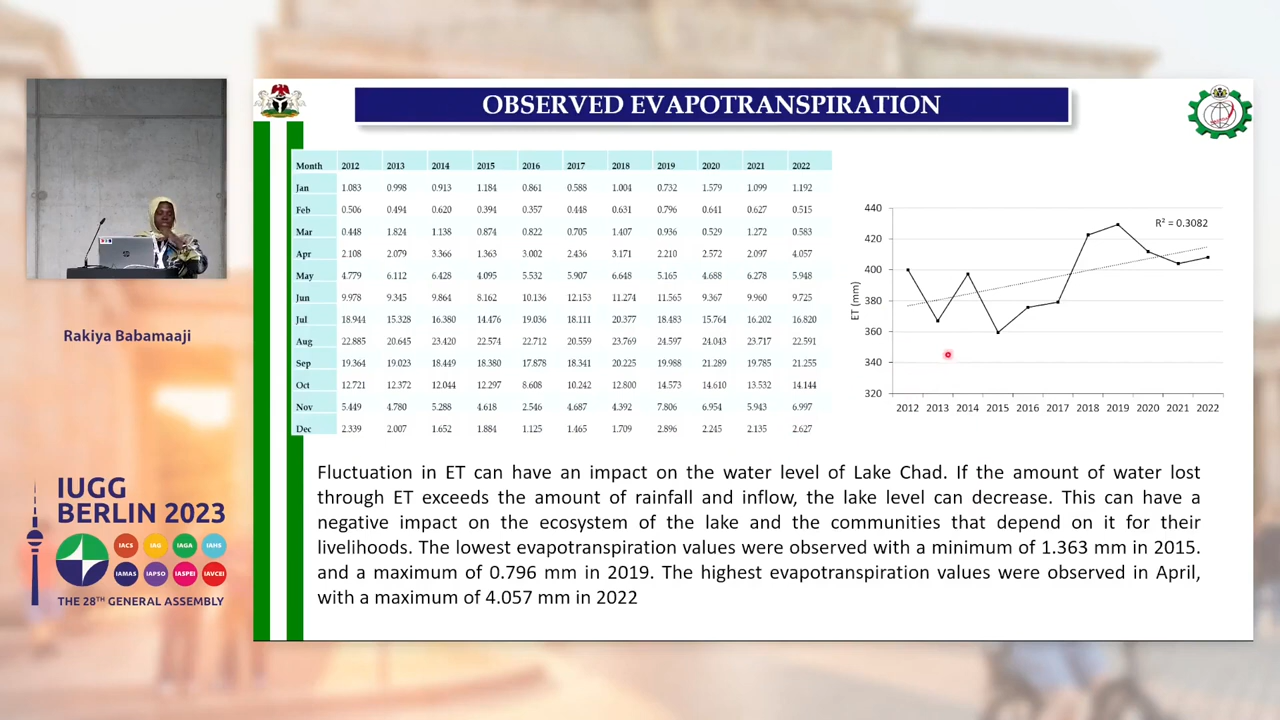 OBSERVED EVAPOTRANSPIRATION
Month 2012 2013 2014 2015 2016 2017 2018 2019 2020 2021 2022
Jan 1.083 0.998 0.913 1.184 0.861 0.588 1.004 0.732 1.579 1.099 1.192
Feb 0.506 0.494 0.620 0.394 0.357 0.448 0.631 0.796 0.641 0.627 0.515
Mar 0.448 1.824 1.138 0.874 0.822 0.705 1.407 0.936 0.529 1.272 0.583
Apr 2.108 2.079 3.366 1.363 3.002 2.436 3.171 2.210 2.572 2.097 4.057
May 4.779 6.112 6.428 4.095 5.532 5.907 6.648 5.165 4.688 6.278 5.948
Jun 9.978 9.345 9.864 8.162 10.136 12.153 11.274 11.565 9.367 9.960 9.725
Jul 18.944 15.328 16.380 14.476 19.036 18.111 20.377 18.483 15.764 16.202 16.820
Aug 22.885 20.645 23.420 22.574 22.712 20.559 23.769 24.597 24.043 23.717 22.591
Sep 19.364 19.023 18.449 18.380 17.878 18.341 20.225 19.988 21.289 19.785 21.255
Oct 12.721 12.372 12.044 12.297 8.608 10.242 12.800 14.573 14.610 13.532 14.144
Nov 5.449 4.780 5.288 4.618 2.546 4.687 4.392 7.806 6.954 5.943 6.997
Dec 2.339 2.007 1.652 1.884 1.125 1.465 1.709 2.896 2.245 2.135 2.627
440
420
400
380
360
340
320
ET (mm)
R² = 0.3082
2012 2013 2014 2015 2016 2017 2018 2019 2020 2021 2022
Fluctuation in ET can have an impact on the water level of Lake Chad. If the amount of water lost
through ET exceeds the amount of rainfall and inflow, the lake level can decrease. This can have a
negative impact on the ecosystem of the lake and the communities that depend on it for their
livelihoods. The lowest evapotranspiration values were observed with a minimum of 1.363 mm in 2015.
and a maximum of 0.796 mm in 2019. The highest evapotranspiration values were observed in April,
with a maximum of 4.057 mm in 2022
Rakiya Babamaaji
IUGG
BERLIN 2023
IACS IAG IAGA IAHS
IAMAS IAPSO IASPEI IAVCEI
THE 28TH GENERAL ASSEMBLY